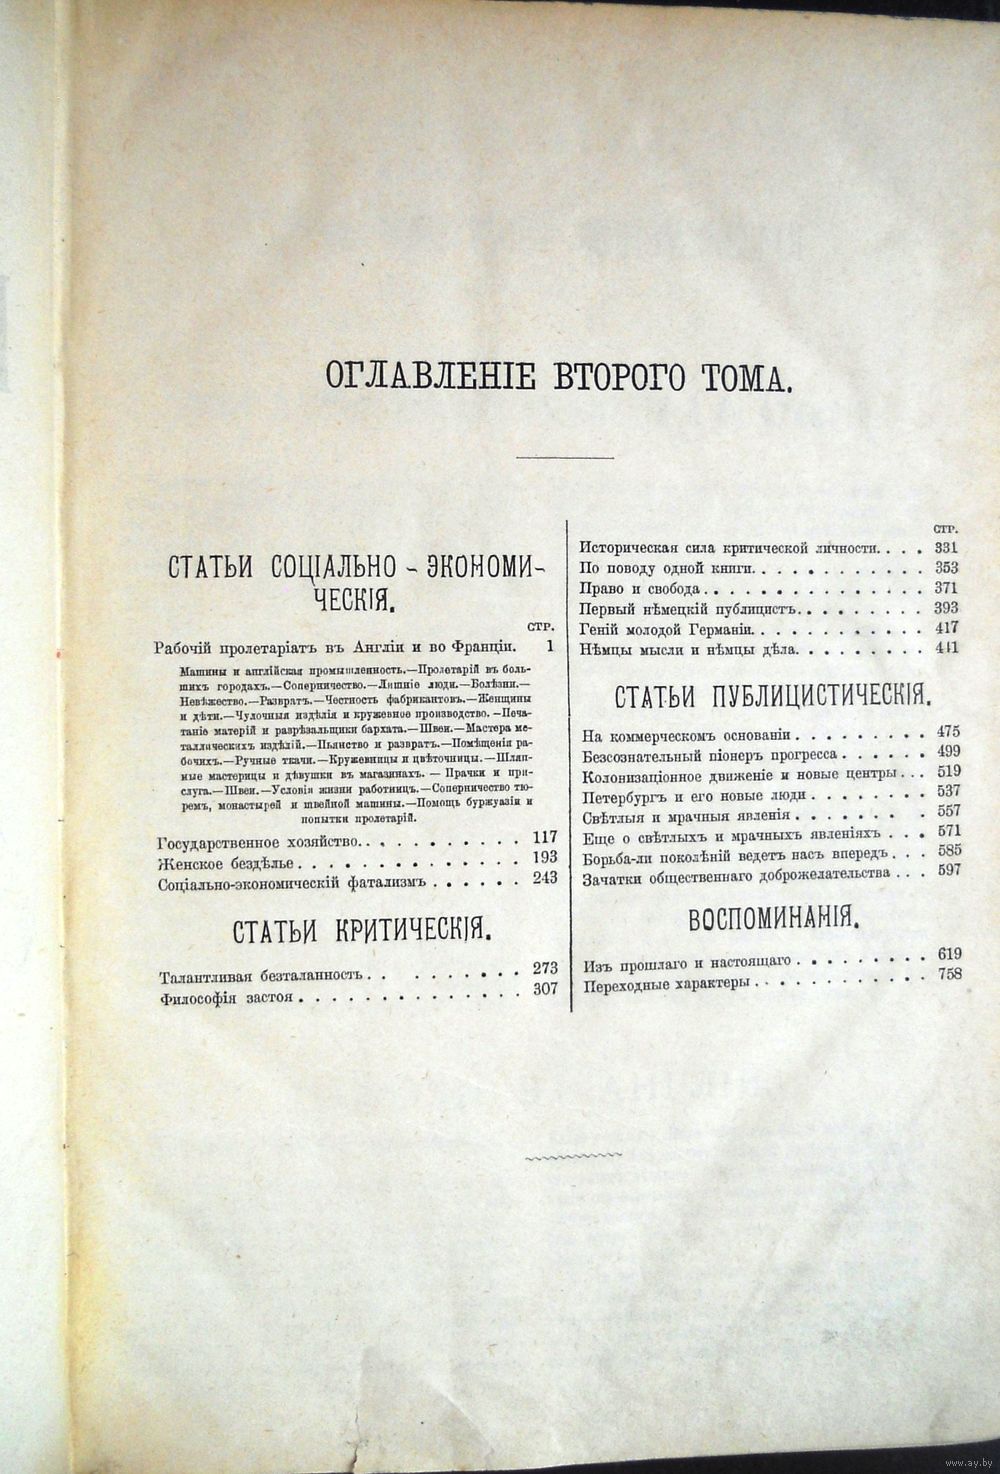 ОГЛАВЛЕНІЕ ВТОРОГО ТОМА.
СТАТЬИ СОЦІАЛЬНО - ЭКОНОМИ-
ЧЕСКІЯ.
СТР.
Рабочій пролетаріатъ въ Англіи и во Франціи. 1
Машины и англійская промышленность.—Пролетарій въ боль-
шихъ городахъ.—Соперничество.—Лишніе люди.—Болѣзни.—
Невѣжество.—Развратъ.—Честность фабрикантовъ.—Женщины
и дѣти.—Чулочныя издѣлія и кружевное производство.—Печа-
таніе матерій и разрѣзальщики бархата.—Швеи.—Мастера ме-
таллическихъ издѣлій.—Пьянство и развратъ.—Помѣщенія ра-
бочихъ.—Ручные ткачи.—Кружевницы и цвѣточницы.—Шляп-
ные мастерицы и дѣвушки въ магазинахъ. — Прачки и при-
слуга.—Швеи.—Условія жизни работницъ.—Соперничество тю-
ремъ, монастырей и швейной машины.—Помощь буржуазіи и
попытки пролетарій.
Государственное хозяйство. . . . . . . . . . . 117
Женское бездѣлье . . . . . . . . . . . . . . 193
Соціально-экономическій фатализмъ . . . . . . 243
СТАТЬИ КРИТИЧЕСКІЯ.
Талантливая безталанность . . . . . . . . . 273
Философія застоя . . . . . . . . . . . . . . 307
СТР.
Историческая сила критической личности. . . . 331
По поводу одной книги. . . . . . . . . . . . 353
Право и свобода . . . . . . . . . . . . . . . 371
Первый нѣмецкій публицистъ. . . . . . . . . 393
Геній молодой Германіи. . . . . . . . . . . . 417
Нѣмцы мысли и нѣмцы дѣла. . . . . . . . . 441
СТАТЬИ ПУБЛИЦИСТИЧЕСКІЯ.
На коммерческомъ основаніи . . . . . . . . . 475
Безсознательный піонеръ прогресса . . . . . . 499
Колонизаціонное движеніе и новые центры . . . 519
Петербургъ и его новые люди . . . . . . . . 537
Свѣтлыя и мрачныя явленія . . . . . . . . 557
Еще о свѣтлыхъ и мрачныхъ явленіяхъ . . . . 571
Борьба-ли поколѣній ведетъ насъ впередъ . . . 585
Зачатки общественнаго доброжелательства . . . 597
ВОСПОМИНАНІЯ.
Изъ прошлаго и настоящаго . . . . . . . . . 619
Переходные характеры . . . . . . . . . . . . 758
www.ay.by